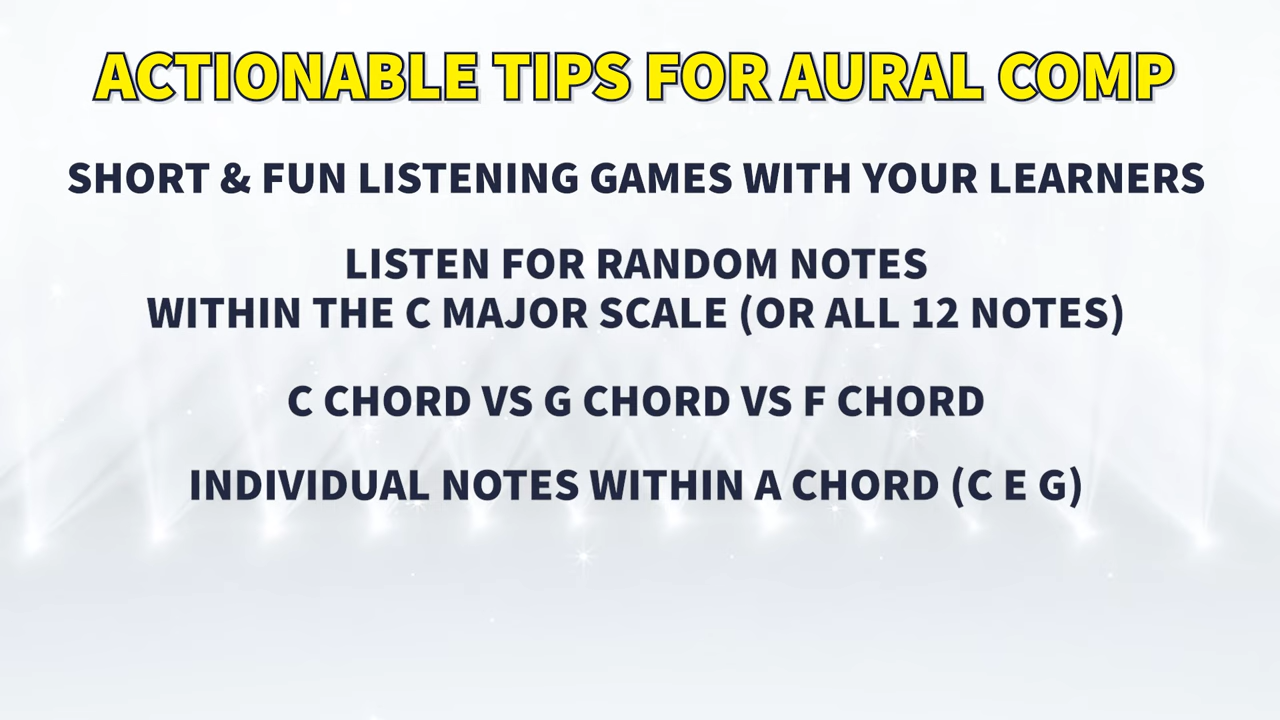 ACTIONABLE TIPS FOR AURAL COMP
SHORT & FUN LISTENING GAMES WITH YOUR LEARNERS
LISTEN FOR RANDOM NOTES
WITHIN THE C MAJOR SCALE (OR ALL 12 NOTES)
C CHORD VS G CHORD VS F CHORD
INDIVIDUAL NOTES WITHIN A CHORD (C E G)